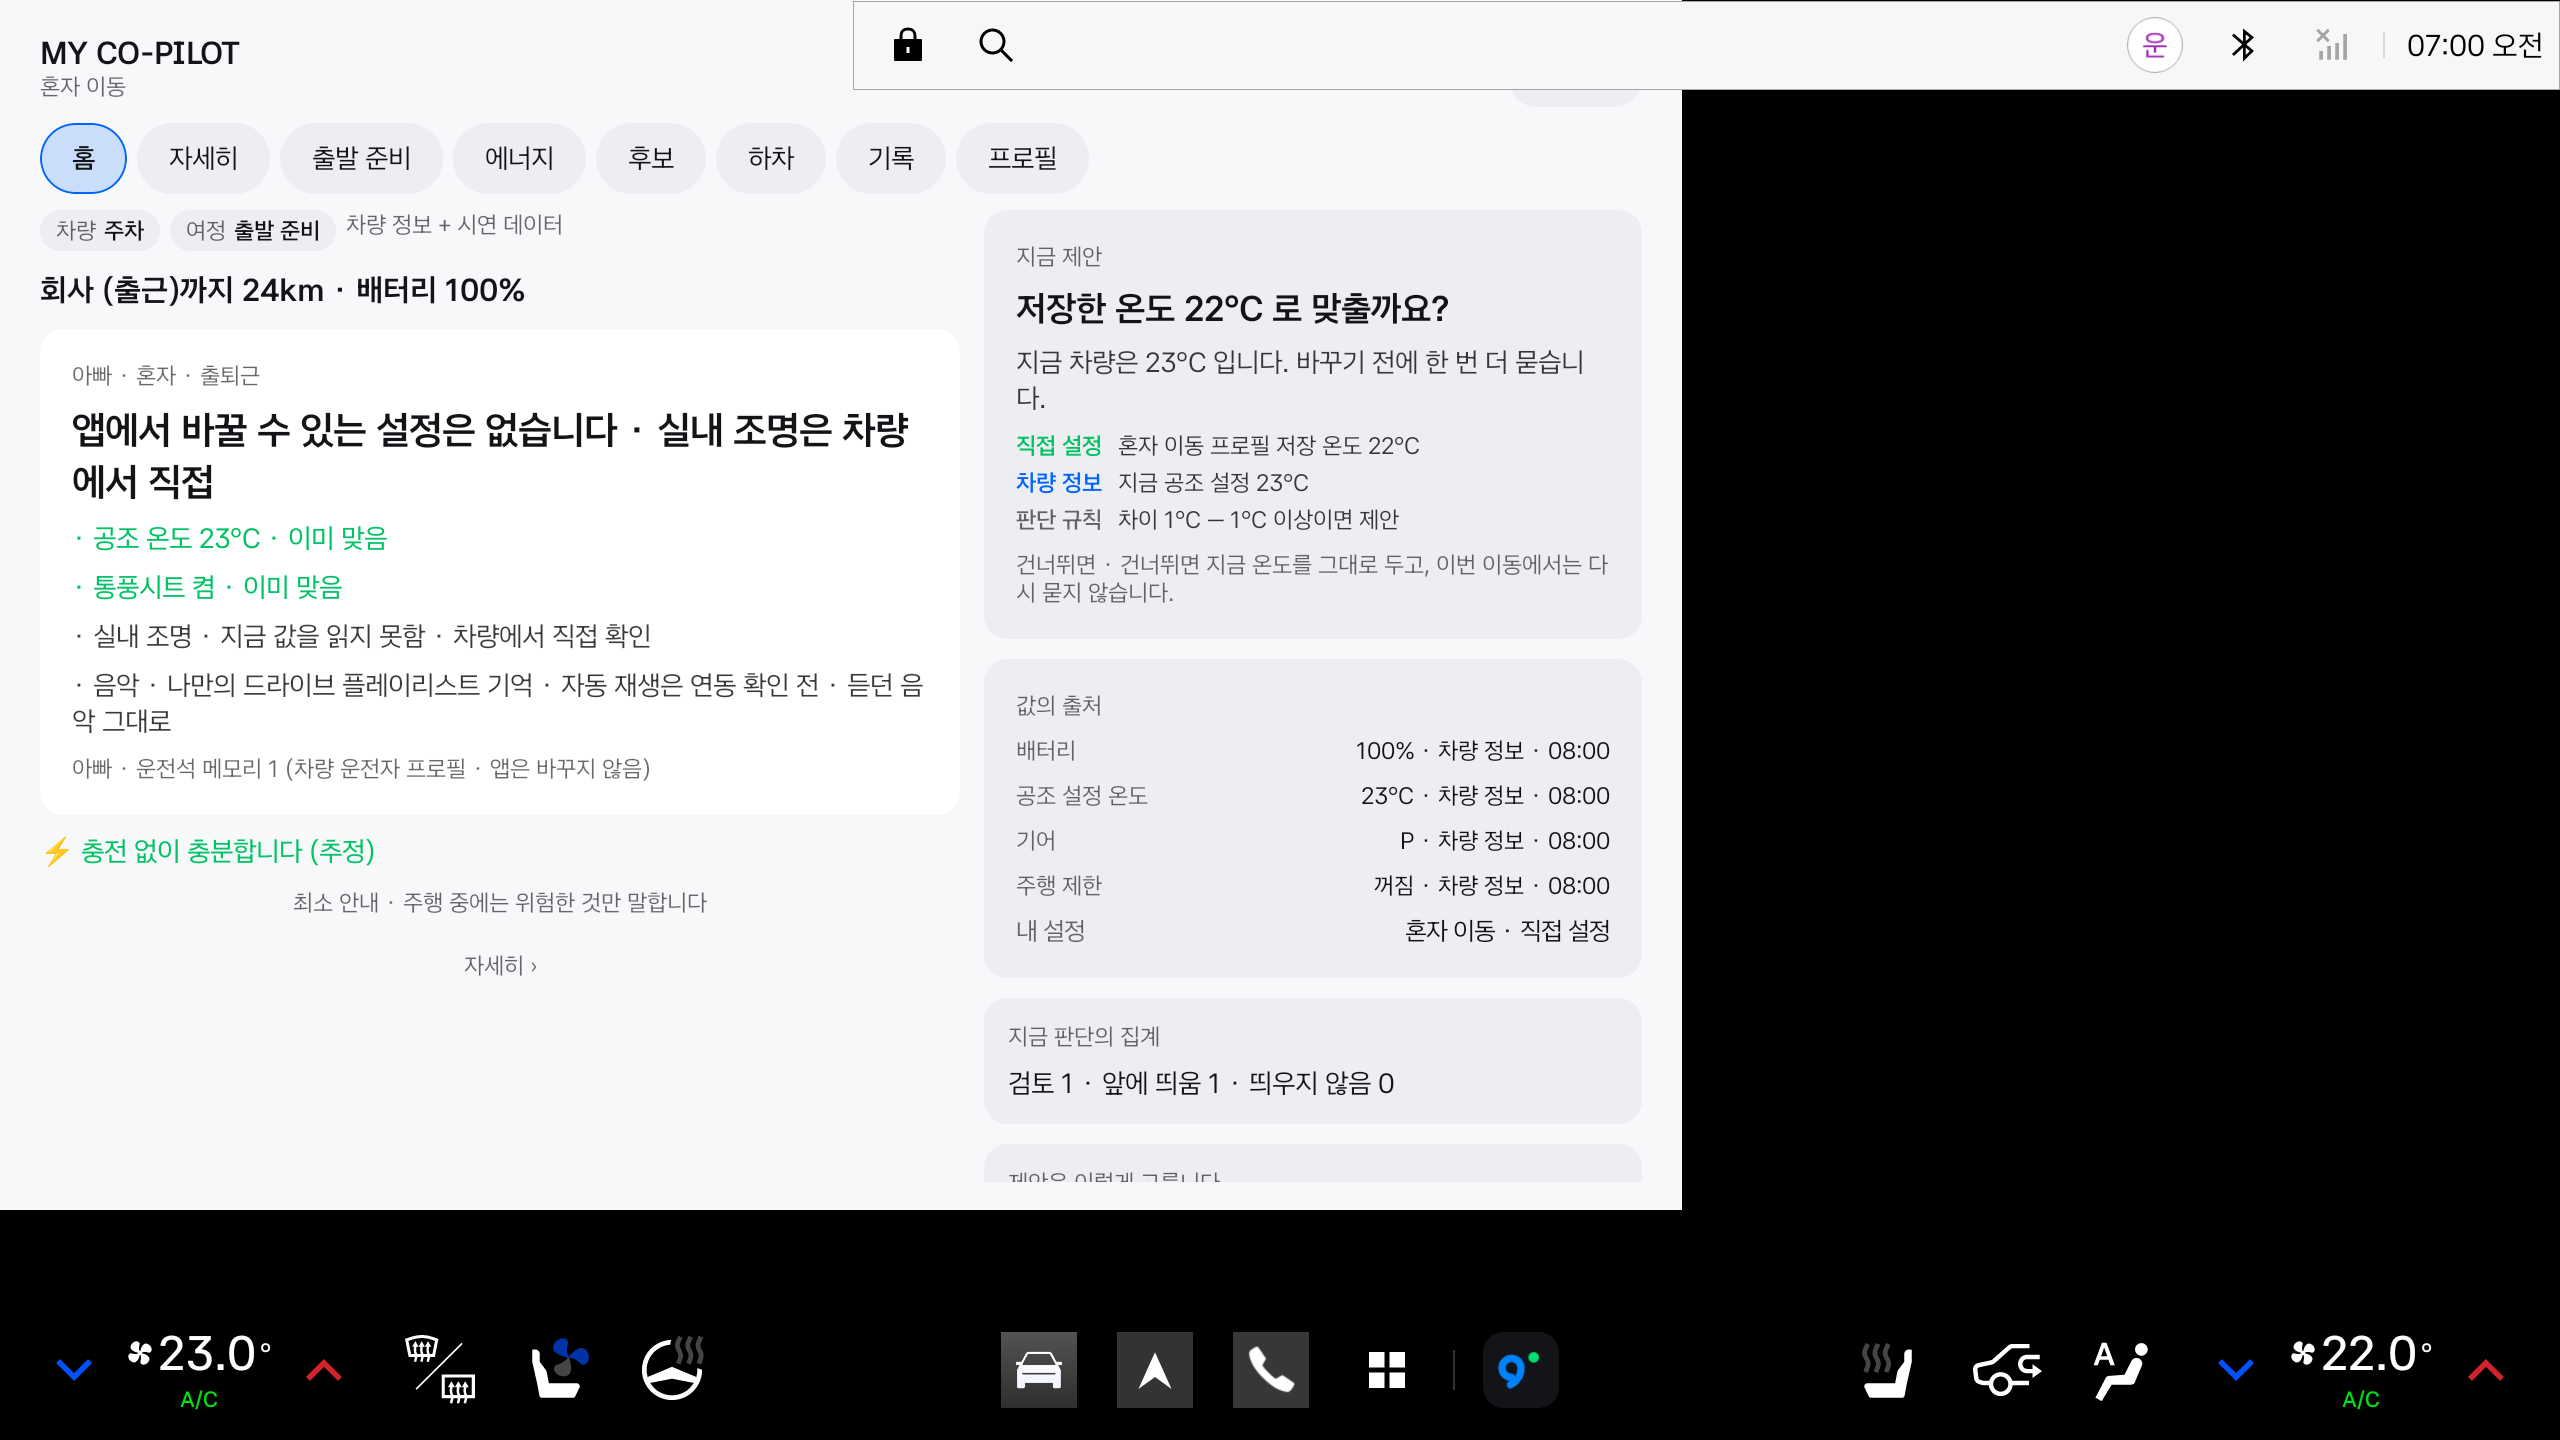 MY CO-PILOT
혼자 이동
운
07:00 오전
홈
자세히
출발 준비
에너지
후보
하차
기록
프로필
차량 주차
여정 출발 준비
차량 정보 + 시연 데이터
회사 (출근)까지 24km · 배터리 100%
아빠 · 혼자 · 출퇴근
앱에서 바꿀 수 있는 설정은 없습니다 · 실내 조명은 차량
에서 직접
· 공조 온도 23°C · 이미 맞음
· 통풍시트 켬 · 이미 맞음
· 실내 조명 · 지금 값을 읽지 못함 · 차량에서 직접 확인
· 음악 · 나만의 드라이브 플레이리스트 기억 · 자동 재생은 연동 확인 전 · 듣던 음
악 그대로
아빠 · 운전석 메모리 1 (차량 운전자 프로필 · 앱은 바꾸지 않음)
⚡ 충전 없이 충분합니다 (추정)
최소 안내 · 주행 중에는 위험한 것만 말합니다
자세히 ›
지금 제안
저장한 온도 22°C 로 맞출까요?
지금 차량은 23°C 입니다. 바꾸기 전에 한 번 더 묻습니
다.
직접 설정 혼자 이동 프로필 저장 온도 22°C
차량 정보 지금 공조 설정 23°C
판단 규칙 차이 1°C — 1°C 이상이면 제안
건너뛰면 · 건너뛰면 지금 온도를 그대로 두고, 이번 이동에서는 다
시 묻지 않습니다.
값의 출처
배터리 100% · 차량 정보 · 08:00
공조 설정 온도 23°C · 차량 정보 · 08:00
기어 P · 차량 정보 · 08:00
주행 제한 꺼짐 · 차량 정보 · 08:00
내 설정 혼자 이동 · 직접 설정
지금 판단의 집계
검토 1 · 앞에 띄움 1 · 띄우지 않음 0
제안은 이렇게 고릅니다
23.0°
A/C
A
22.0°
A/C